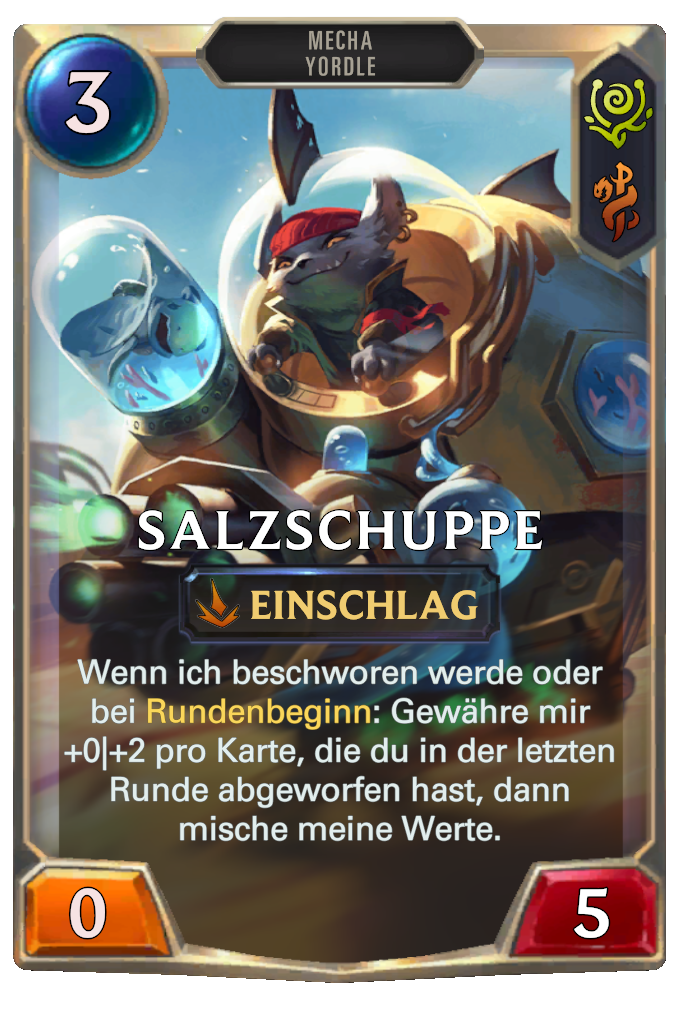 MECHA
YORDLE
3
SALZSCHUPPE
EINSCHLAG
Wenn ich beschworen werde oder
bei Rundenbeginn: Gewähre mir
+0|+2 pro Karte, die du in der letzten
Runde abgeworfen hast, dann
mische meine Werte.
0
5